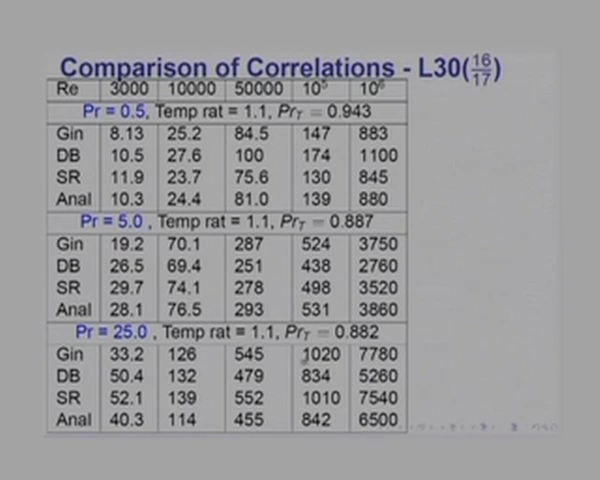 Comparison of Correlations - L30(16/17)
Re 3000 10000 50000 10⁵ 10⁶
Pr = 0.5, Temp rat = 1.1, Pr_T = 0.943
Gin 8.13 25.2 84.5 147 883
DB 10.5 27.6 100 174 1100
SR 11.9 23.7 75.6 130 845
Anal 10.3 24.4 81.0 139 880
Pr = 5.0 , Temp rat = 1.1, Pr_T = 0.887
Gin 19.2 70.1 287 524 3750
DB 26.5 69.4 251 438 2760
SR 29.7 74.1 278 498 3520
Anal 28.1 76.5 293 531 3860
Pr = 25.0 , Temp rat = 1.1, Pr_T = 0.882
Gin 33.2 126 545 1020 7780
DB 50.4 132 479 834 5260
SR 52.1 139 552 1010 7540
Anal 40.3 114 455 842 6500